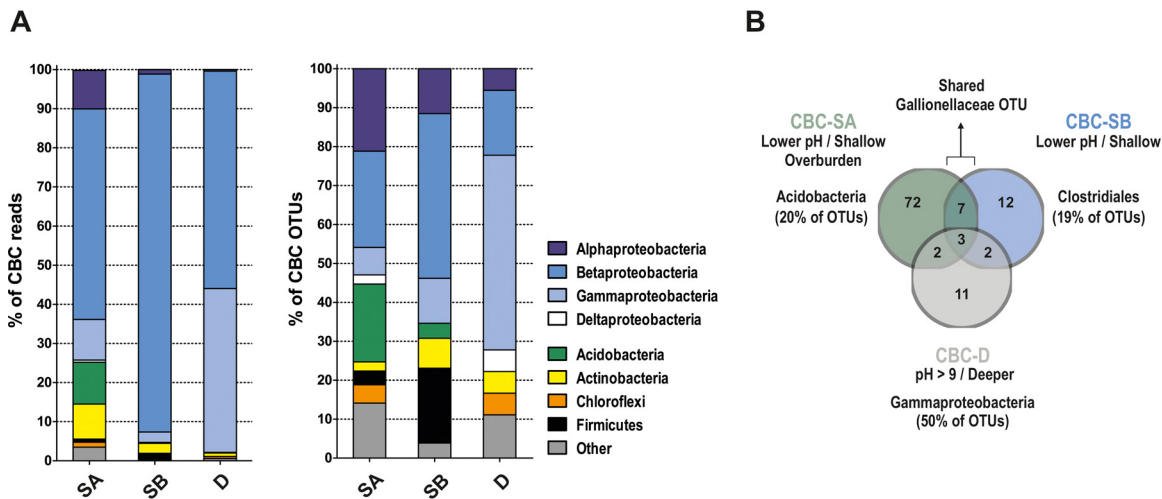 A
% of CBC reads
100
90
80
70
60
50
40
30
20
10
0
SA
SB
D
% of CBC OTUs
100
90
80
70
60
50
40
30
20
10
0
SA
SB
D
Alphaproteobacteria
Betaproteobacteria
Gammaproteobacteria
Deltaproteobacteria
Acidobacteria
Actinobacteria
Chloroflexi
Firmicutes
Other
B
Shared
Gallionellaceae OTU
CBC-SA
Lower pH / Shallow
Overburden
Acidobacteria
(20% of OTUs)
CBC-SB
Lower pH / Shallow
Clostridiales
(19% of OTUs)
72
7
12
3
2
2
11
CBC-D
pH > 9 / Deeper
Gammaproteobacteria
(50% of OTUs)